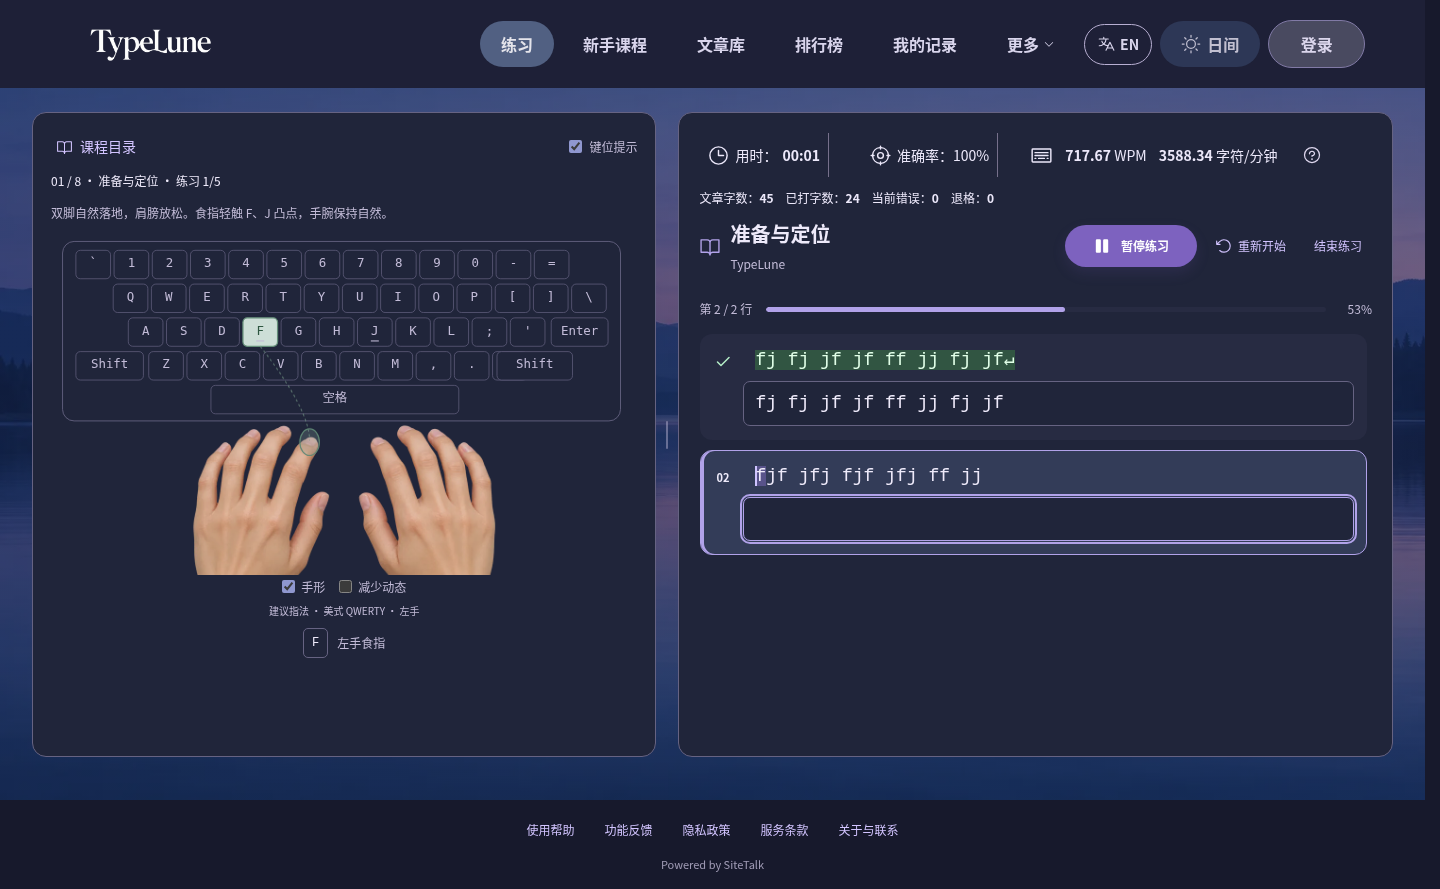 TypeLune
练习 新手课程 文章库 排行榜 我的记录 更多 EN 日间 登录
课程目录 键位提示
01 / 8 · 准备与定位 · 练习 1/5
双脚自然落地，肩膀放松。食指轻触 F、J 凸点，手腕保持自然。
` 1 2 3 4 5 6 7 8 9 0 - =
Q W E R T Y U I O P [ ] \
A S D F G H J K L ; ' Enter
Shift Z X C V B N M , . Shift
空格
手形 减少动态
建议指法 · 美式 QWERTY · 左手
F 左手食指
用时： 00:01 准确率：100% 717.67 WPM 3588.34 字符/分钟
文章字数：45 已打字数：24 当前错误：0 退格：0
准备与定位
TypeLune
暂停练习 重新开始 结束练习
第 2 / 2 行 53%
fj fj jf jf ff jj fj jf↵
fj fj jf jf ff jj fj jf
02 fjf jfj fjf jfj ff jj
使用帮助 功能反馈 隐私政策 服务条款 关于与联系
Powered by SiteTalk